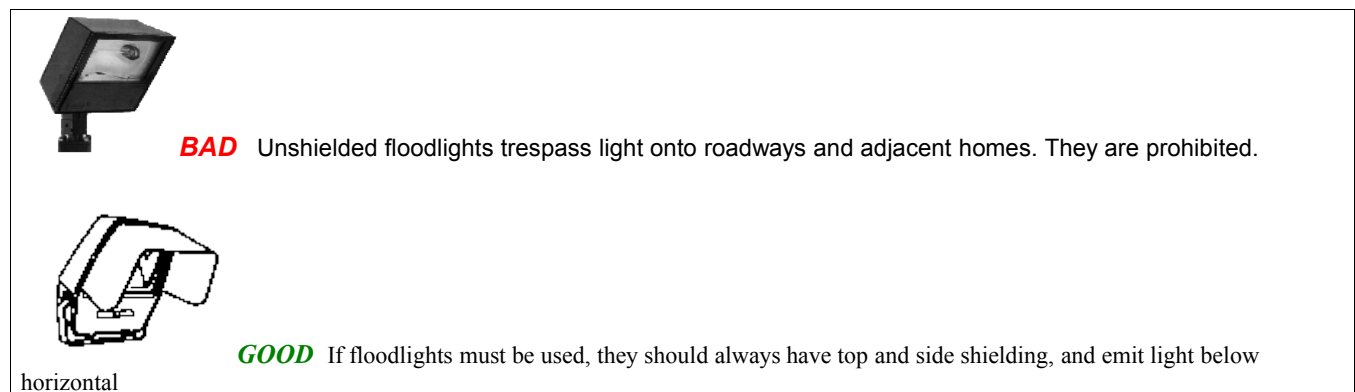 BAD Unshielded floodlights trespass light onto roadways and adjacent homes. They are prohibited.
GOOD If floodlights must be used, they should always have top and side shielding, and emit light below
horizontal